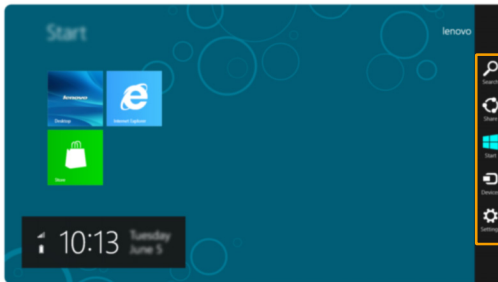 Start
lenovo
Search
Share
Start
Devices
Settings
Desktop
Internet Explorer
Store
10:13
Tuesday
June 5